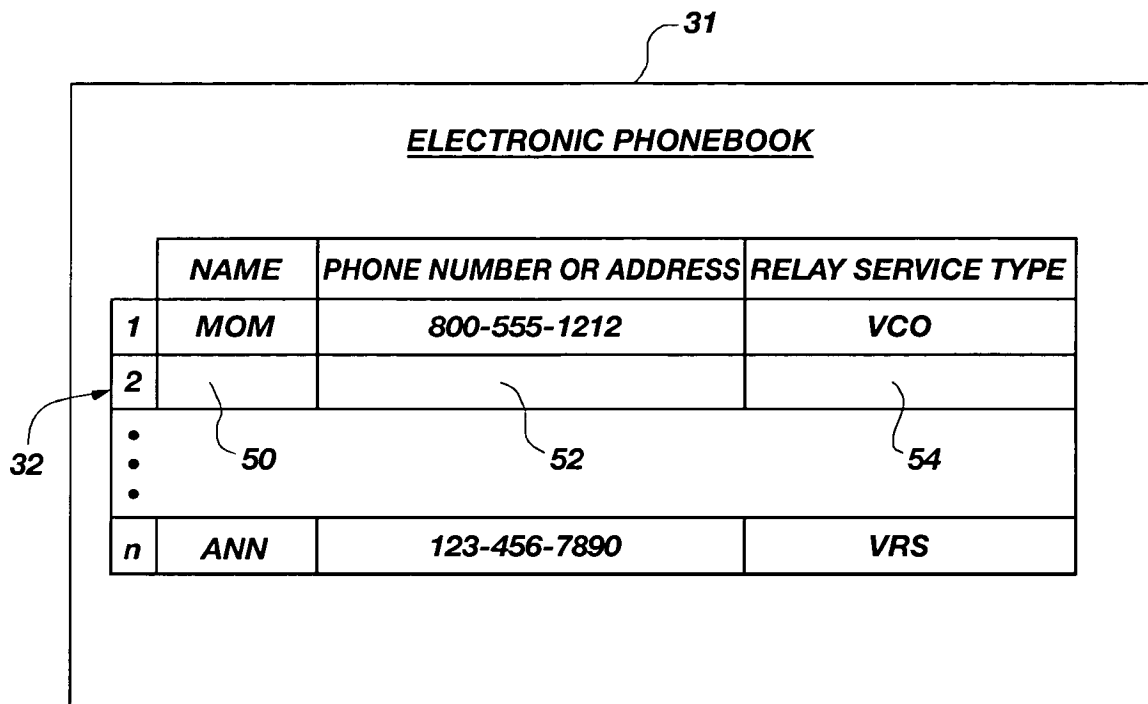 31
ELECTRONIC PHONEBOOK
NAME PHONE NUMBER OR ADDRESS RELAY SERVICE TYPE
1 MOM 800-555-1212 VCO
2
32 50 52 54
n ANN 123-456-7890 VRS